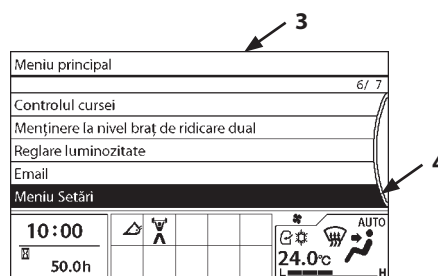 3
Meniu principal
6/ 7
Controlul cursei
Menținere la nivel braț de ridicare dual
Reglare luminozitate
Email
4
Meniu Setări
10:00
AUTO
24.0°C
50.0h
L
H